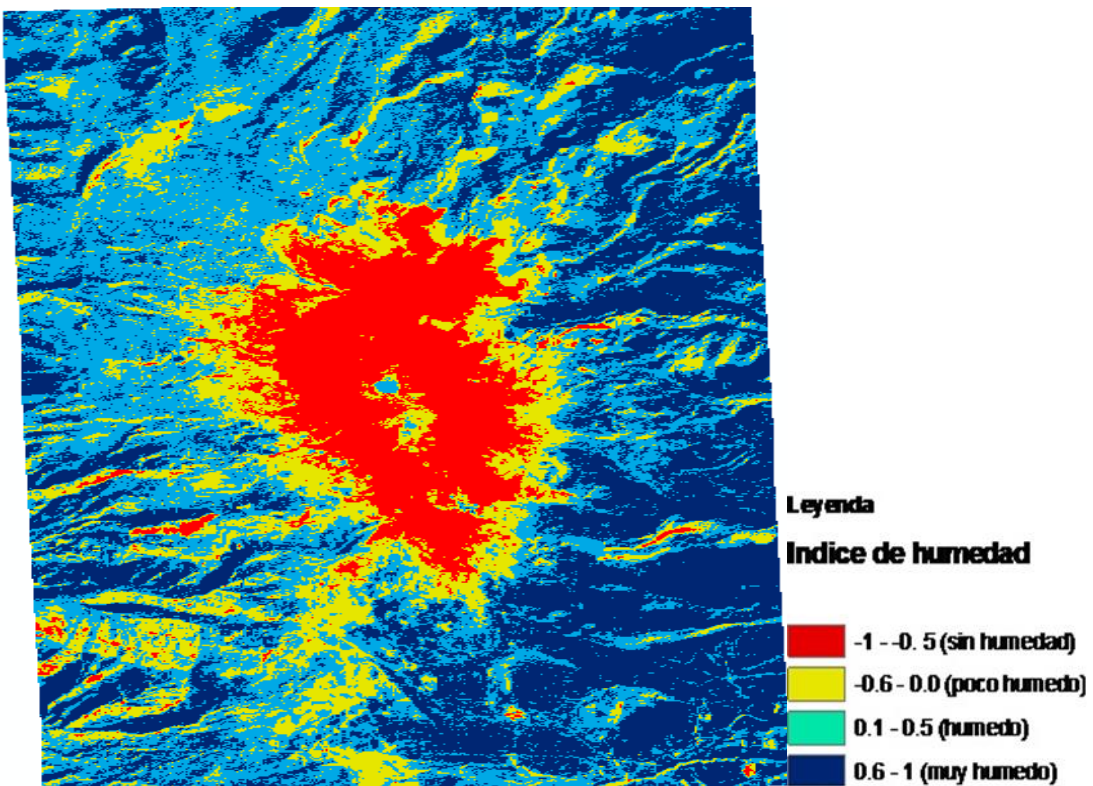 Leyenda
Indice de humedad
-1 - -0. 5 (sin humedad)
-0.6 - 0.0 (poco humedo)
0.1 - 0.5 (humedo)
0.6 - 1 (muy humedo)